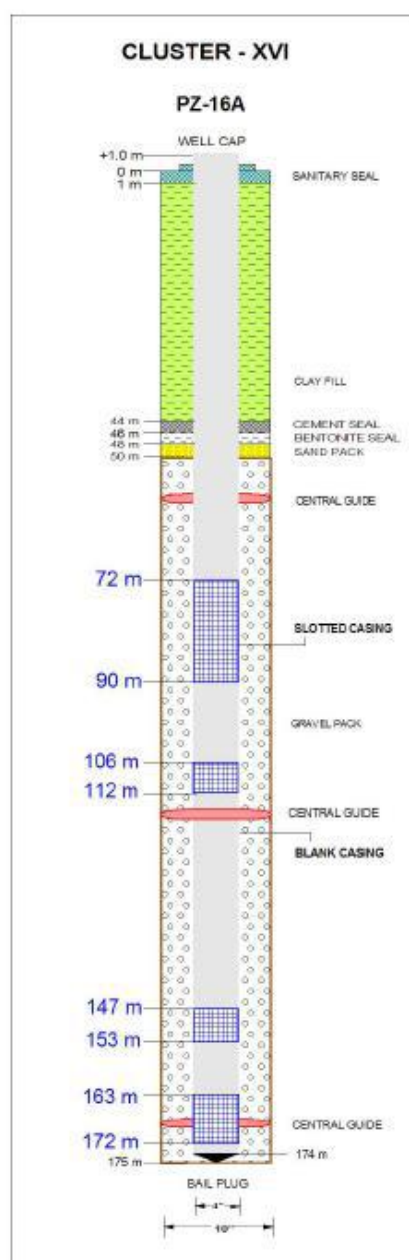 CLUSTER - XVI
PZ-16A
WELL CAP
+1.0 m
0 m
SANITARY SEAL
1 m
CLAY FILL
44 m
CEMENT SEAL
46 m
BENTONITE SEAL
48 m
SAND PACK
50 m
CENTRAL GUIDE
72 m
SLOTTED CASING
90 m
GRAVEL PACK
106 m
112 m
CENTRAL GUIDE
BLANK CASING
147 m
153 m
163 m
CENTRAL GUIDE
172 m
174 m
175 m
BAIL PLUG
4"